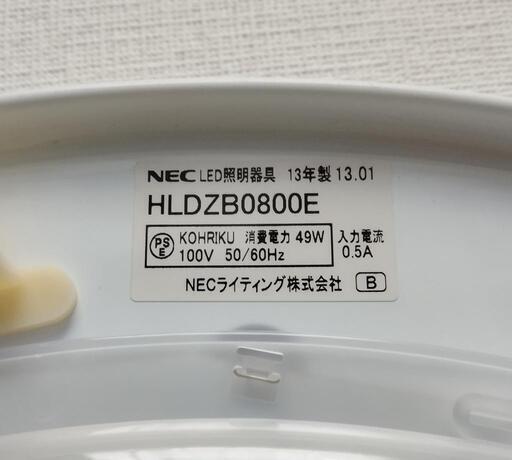 NEC LED照明器具 13年製 13.01
HLDZB0800E
PS E KOHRIKU 消費電力 49W 入力電流
100V 50/60Hz 0.5A
NECライティング株式会社 B